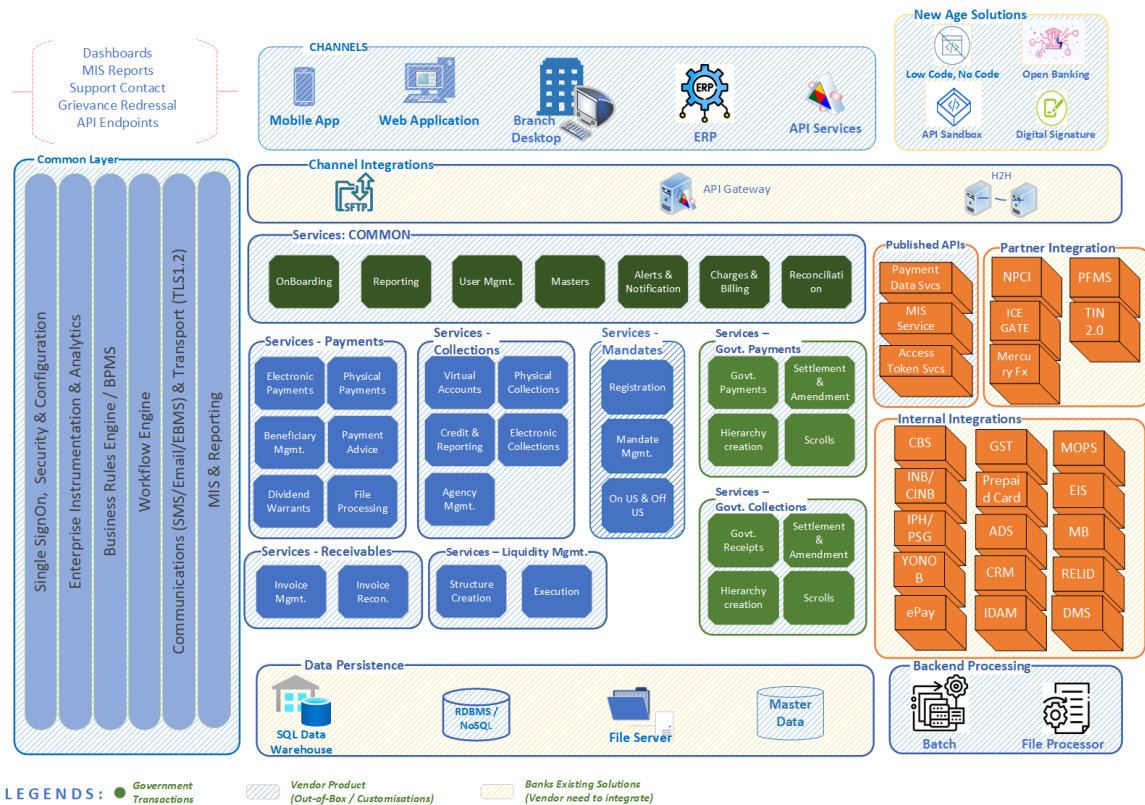 Dashboards
MIS Reports
Support Contact
Grievance Redressal
API Endpoints
CHANNELS
Mobile App
Web Application
Branch
Desktop
ERP
ERP
API Services
New Age Solutions
Low Code, No Code
Open Banking
API Sandbox
Digital Signature
Common Layer
Single SignOn, Security & Configuration
Enterprise Instrumentation & Analytics
Business Rules Engine / BPMS
Workflow Engine
Communications (SMS/Email/EBMS) & Transport (TLS1.2)
MIS & Reporting
Channel Integrations
SFTP
API Gateway
H2H
Services: COMMON
OnBoarding
Reporting
User Mgmt.
Masters
Alerts &
Notification
Charges &
Billing
Reconciliati
on
Published APIs
Payment
Data Svcs
MIS
Service
Access
Token Svcs
Partner Integration
NPCI
PFMS
ICE
GATE
TIN
2.0
Mercu
ry Fx
Services - Payments
Electronic
Payments
Physical
Payments
Beneficiary
Mgmt.
Payment
Advice
Dividend
Warrants
File
Processing
Services -
Collections
Virtual
Accounts
Physical
Collections
Credit &
Reporting
Electronic
Collections
Agency
Mgmt.
Services -
Mandates
Registration
Mandate
Mgmt.
On US & Off
US
Services –
Govt. Payments
Govt.
Payments
Settlement
&
Amendment
Hierarchy
creation
Scrolls
Services –
Govt. Collections
Govt.
Receipts
Settlement
&
Amendment
Hierarchy
creation
Scrolls
Internal Integrations
CBS
GST
MOPS
INB/
CINB
Prepai
d Card
EIS
IPH/
PSG
ADS
MB
YONO
B
CRM
RELID
ePay
IDAM
DMS
Services - Receivables
Invoice
Mgmt.
Invoice
Recon.
Services – Liquidity Mgmt.
Structure
Creation
Execution
Data Persistence
SQL Data
Warehouse
RDBMS /
NoSQL
File Server
Master
Data
Backend Processing
Batch
File Processor
LEGENDS:
Government
Transactions
Vendor Product
(Out-of-Box / Customisations)
Banks Existing Solutions
(Vendor need to integrate)